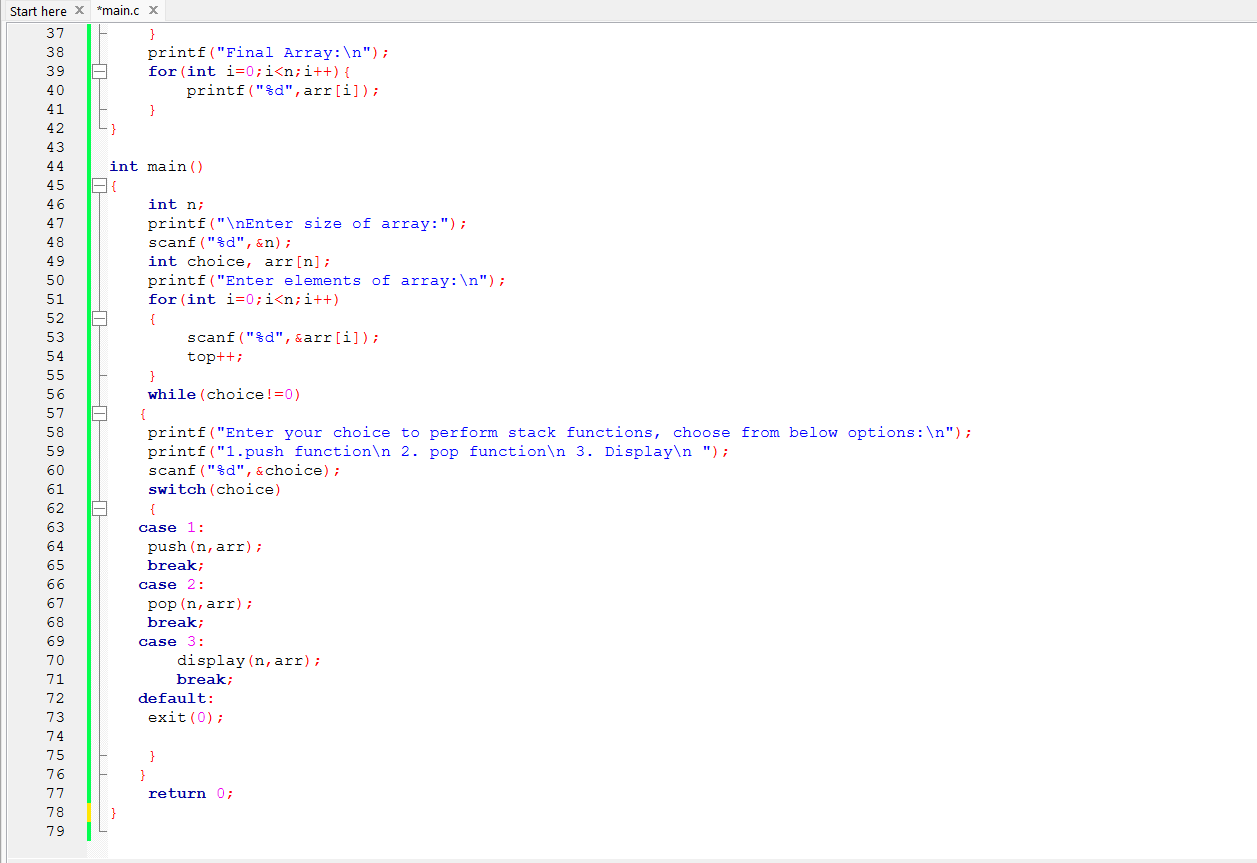 Start here × *main.c ×
37 }
38 printf("Final Array:\n");
39 for(int i=0;i<n;i++){
40 printf("%d",arr[i]);
41 }
42 }
43
44 int main()
45 {
46 int n;
47 printf("\nEnter size of array:");
48 scanf("%d",&n);
49 int choice, arr[n];
50 printf("Enter elements of array:\n");
51 for(int i=0;i<n;i++)
52 {
53 scanf("%d",&arr[i]);
54 top++;
55 }
56 while(choice!=0)
57 {
58 printf("Enter your choice to perform stack functions, choose from below options:\n");
59 printf("1.push function\n 2. pop function\n 3. Display\n ");
60 scanf("%d",&choice);
61 switch(choice)
62 {
63 case 1:
64 push(n,arr);
65 break;
66 case 2:
67 pop(n,arr);
68 break;
69 case 3:
70 display(n,arr);
71 break;
72 default:
73 exit(0);
74
75 }
76 }
77 return 0;
78 }
79